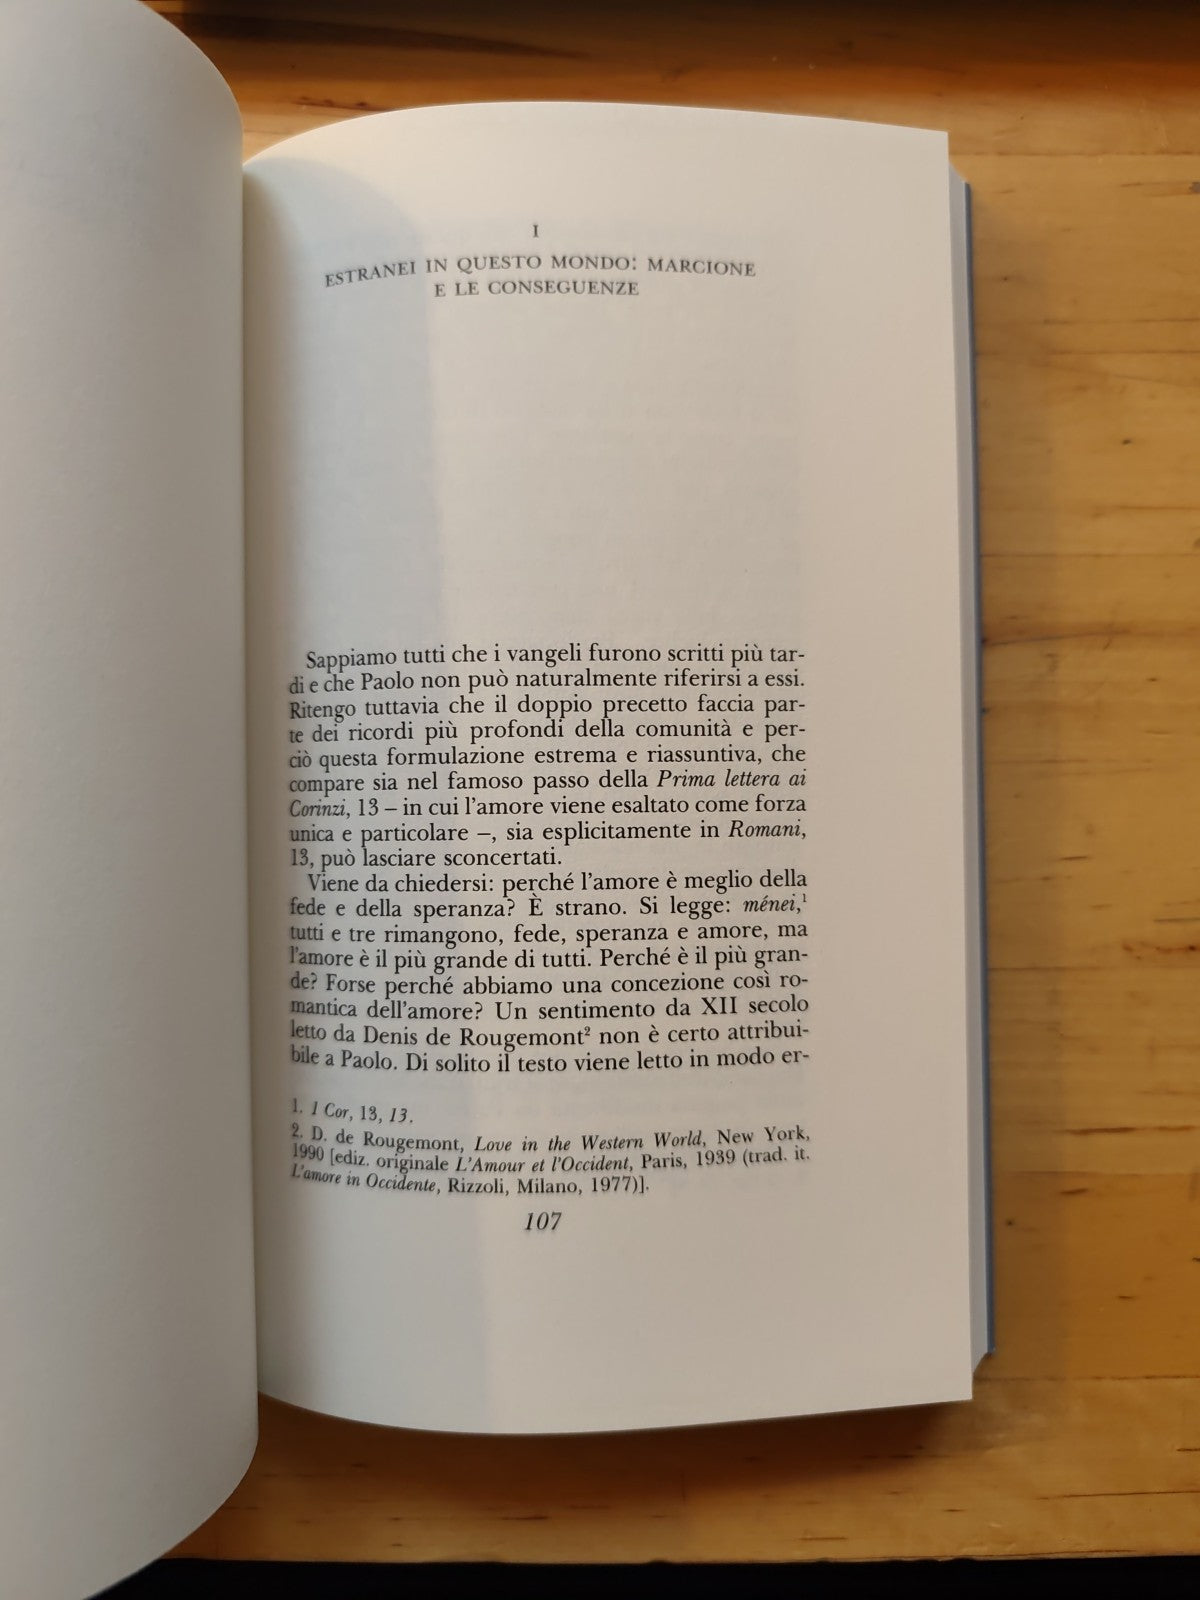 I
ESTRANEI IN QUESTO MONDO: MARCIONE
E LE CONSEGUENZE
Sappiamo tutti che i vangeli furono scritti più tar-
di e che Paolo non può naturalmente riferirsi a essi.
Ritengo tuttavia che il doppio precetto faccia par-
te dei ricordi più profondi della comunità e per-
ciò questa formulazione estrema e riassuntiva, che
compare sia nel famoso passo della Prima lettera ai
Corinzi, 13 – in cui l'amore viene esaltato come forza
unica e particolare –, sia esplicitamente in Romani,
13, può lasciare sconcertati.
Viene da chiedersi: perché l'amore è meglio della
fede e della speranza? È strano. Si legge: ménei,¹
tutti e tre rimangono, fede, speranza e amore, ma
l'amore è il più grande di tutti. Perché è il più gran-
de? Forse perché abbiamo una concezione così ro-
mantica dell'amore? Un sentimento da XII secolo
letto da Denis de Rougemont² non è certo attribui-
bile a Paolo. Di solito il testo viene letto in modo er-
1. 1 Cor, 13, 13.
2. D. de Rougemont, Love in the Western World, New York,
1990 [ediz. originale L'Amour et l'Occident, Paris, 1939 (trad. it.
L'amore in Occidente, Rizzoli, Milano, 1977)].
107